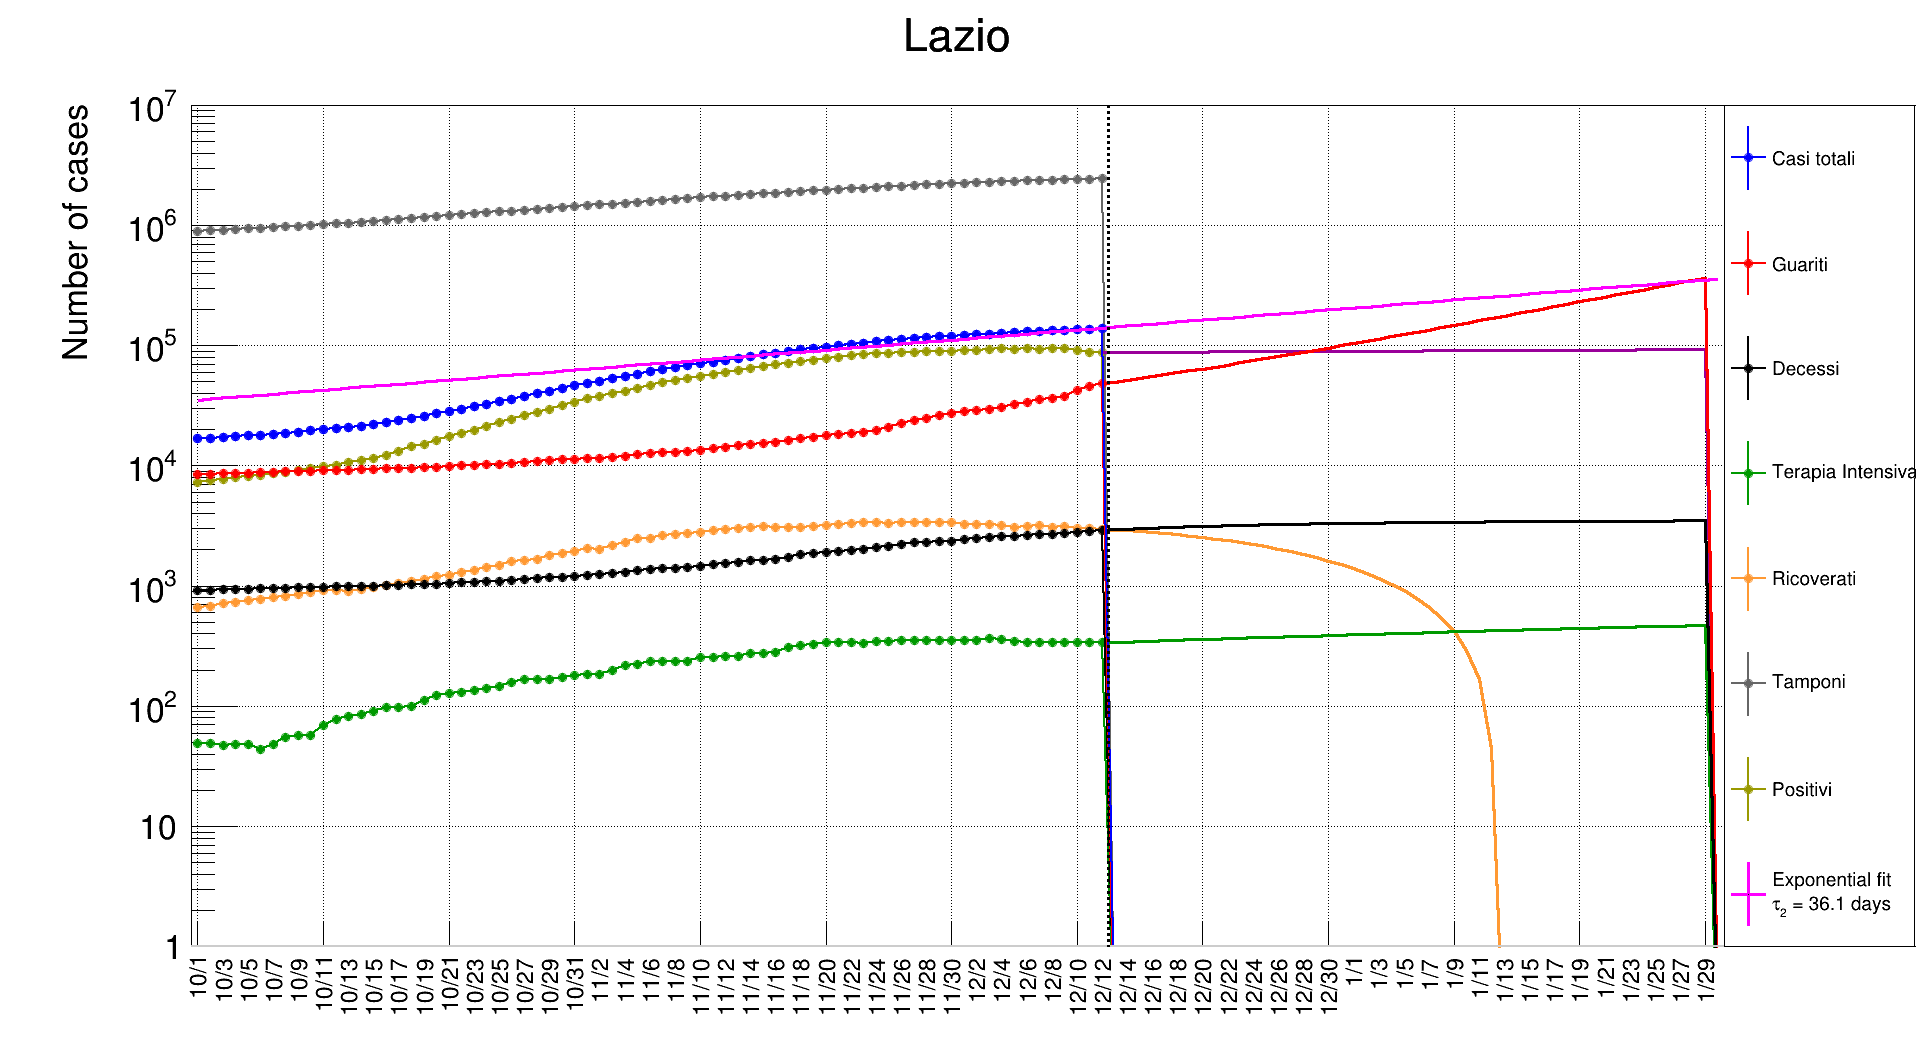 Lazio
Number of cases
10^7
10^6
10^5
10^4
10^3
10^2
10
1
10/1 10/3 10/5 10/7 10/9 10/11 10/13 10/15 10/17 10/19 10/21 10/23 10/25 10/27 10/29 10/31 11/2 11/4 11/6 11/8 11/10 11/12 11/14 11/16 11/18 11/20 11/22 11/24 11/26 11/28 11/30 12/2 12/4 12/6 12/8 12/10 12/12 12/14 12/16 12/18 12/20 12/22 12/24 12/26 12/28 12/30 1/1 1/3 1/5 1/7 1/9 1/11 1/13 1/15 1/17 1/19 1/21 1/23 1/25 1/27 1/29
Casi totali
Guariti
Decessi
Terapia Intensiva
Ricoverati
Tamponi
Positivi
Exponential fit
τ₂ = 36.1 days